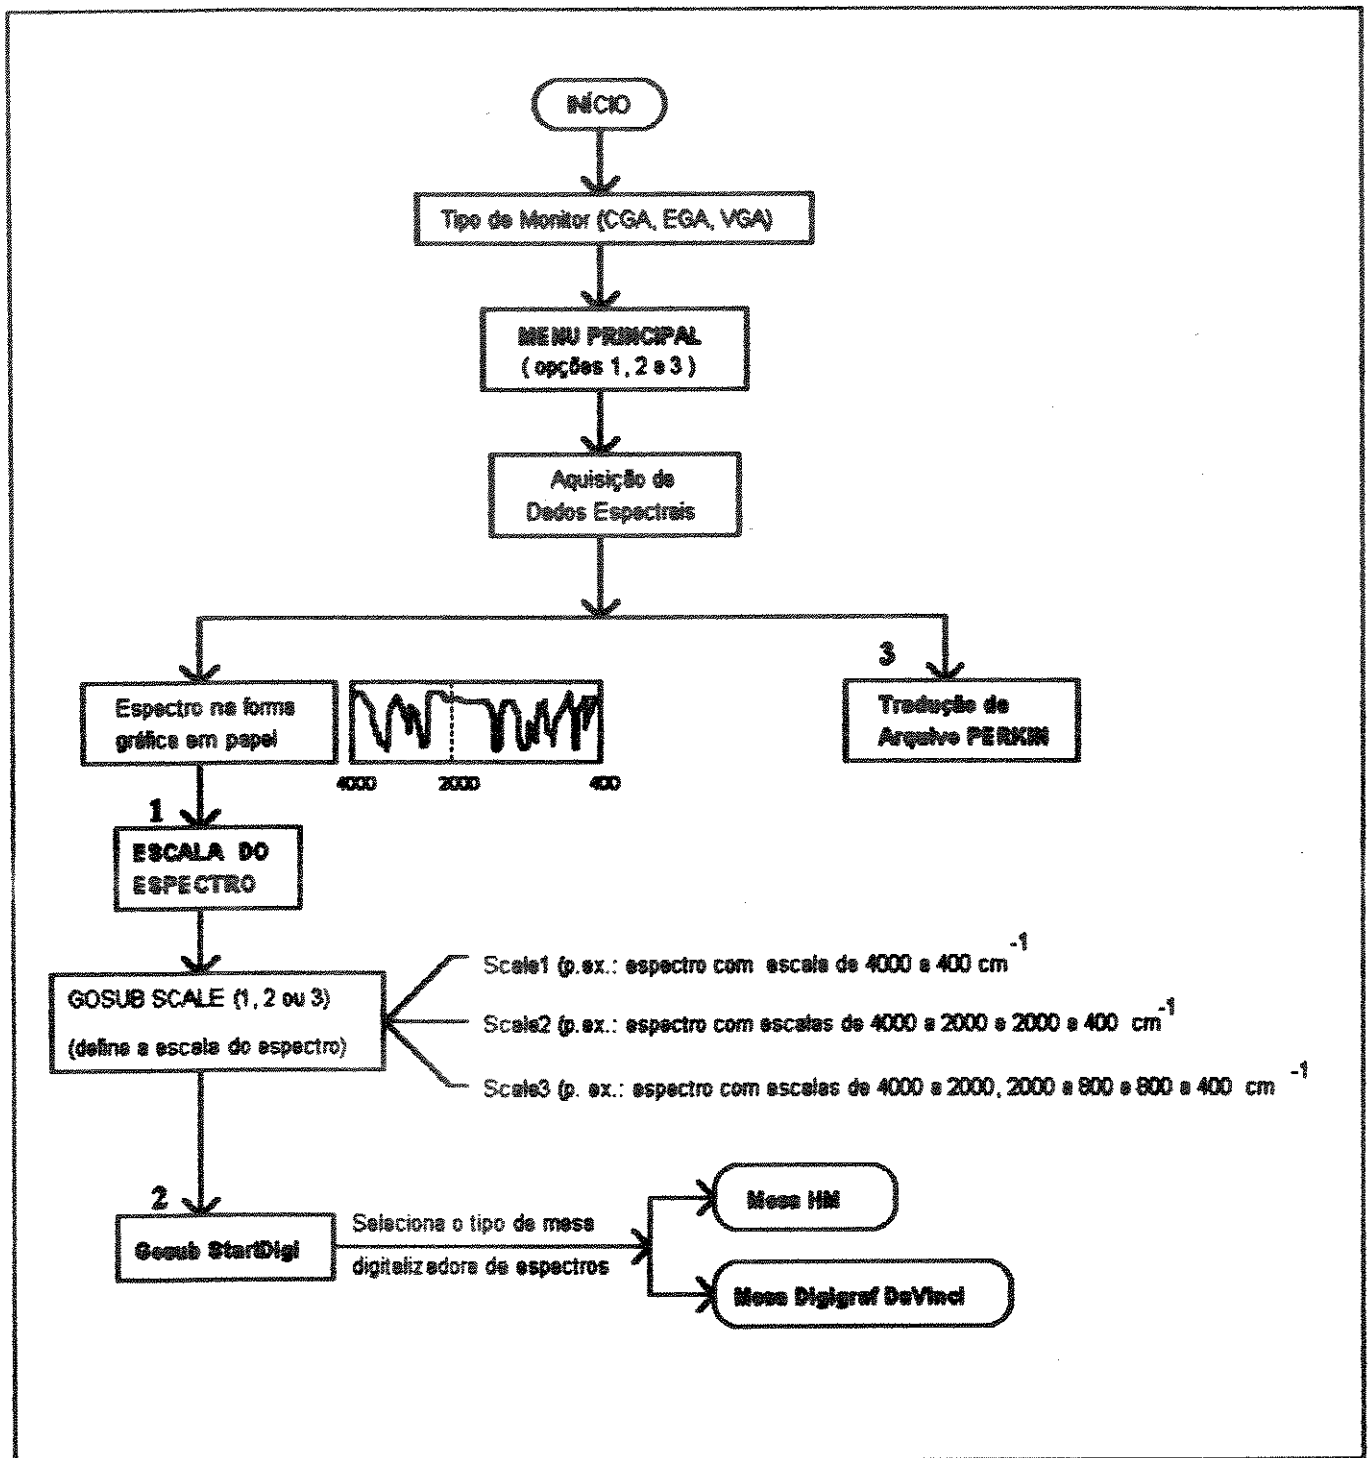 INÍCIO
Tipo de Monitor (CGA, EGA, VGA)
MENU PRINCIPAL
( opções 1, 2 e 3 )
Aquisição de
Dados Espectrais
3
Espectro na forma
gráfica em papel
Tradução de
Arquivo PERKIN
4000 2000 400
1
ESCALA DO
ESPECTRO
GOSUB SCALE (1, 2 ou 3)
(define a escala do espectro)
Scale1 (p.ex.: espectro com escala de 4000 a 400 cm-1
Scale2 (p.ex.: espectro com escalas de 4000 a 2000 e 2000 a 400 cm-1
Scale3 (p. ex.: espectro com escalas de 4000 a 2000, 2000 a 800 e 800 a 400 cm -1
2
Gosub StartDigi
Seleciona o tipo de mesa
digitalizadora de espectros
Mesa HM
Mesa Digigraf DaVinci